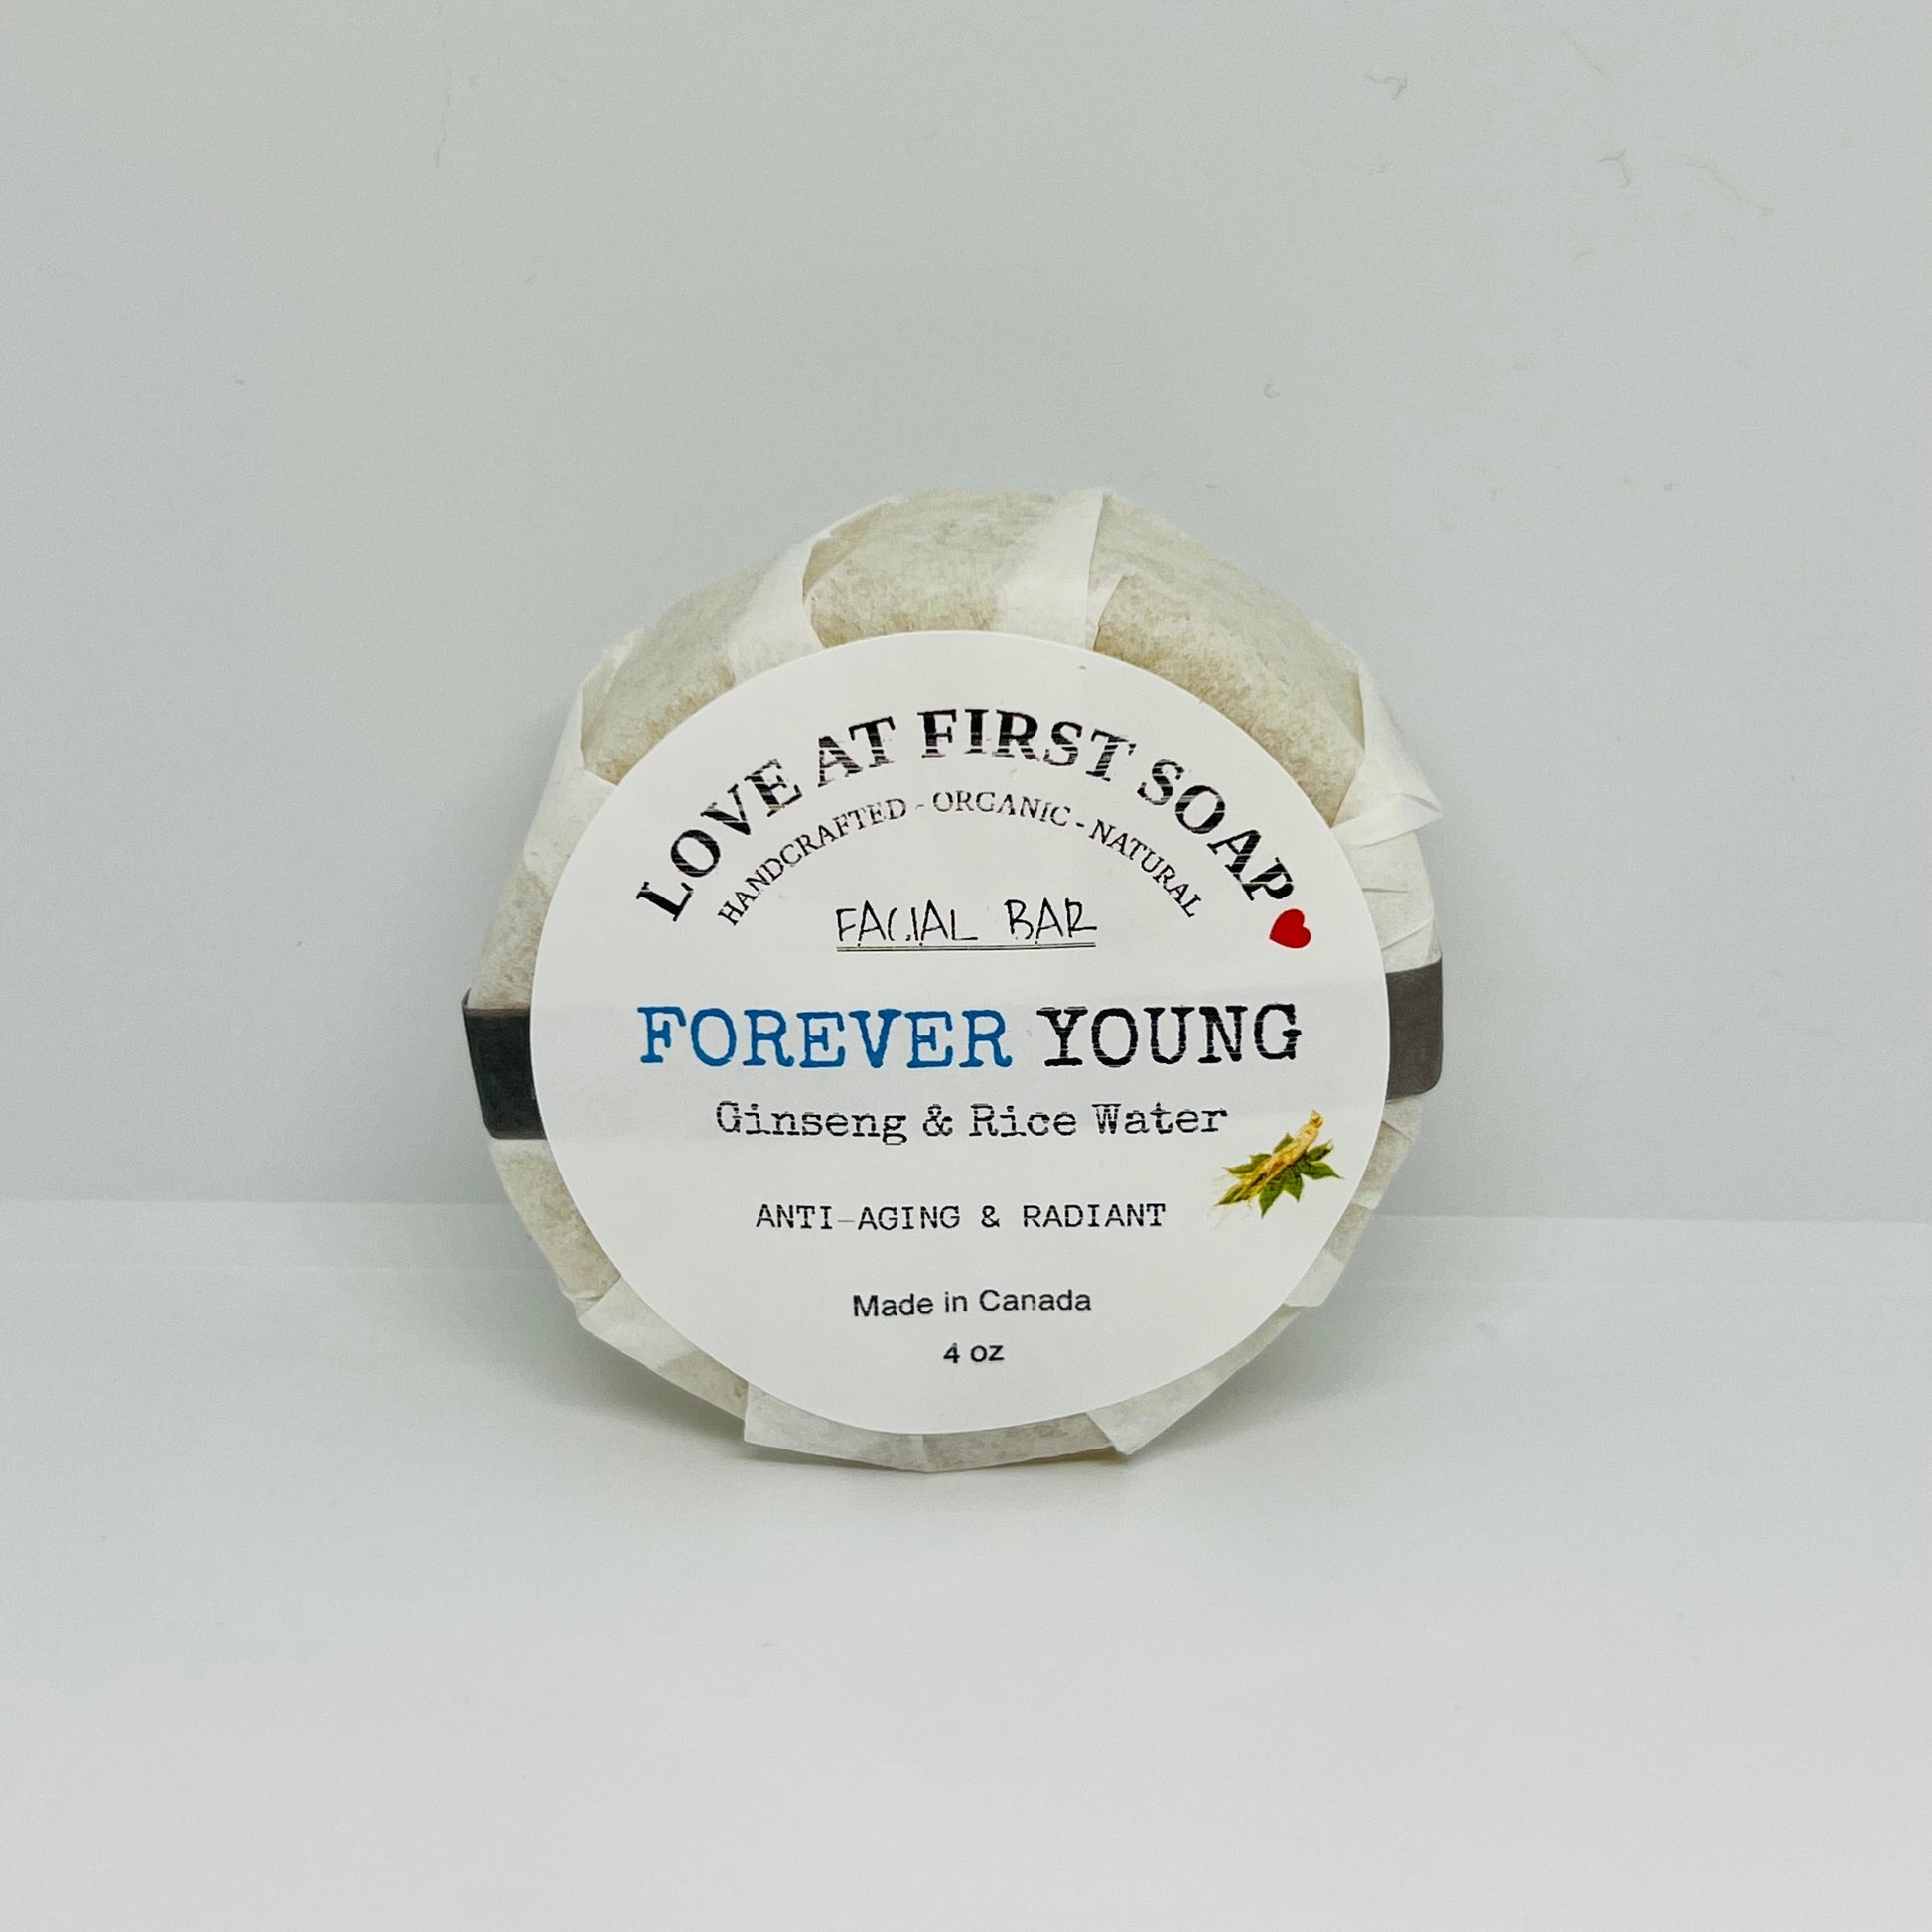 LOVE AT FIRST SOAP
HANDCRAFTED - ORGANIC - NATURAL
FACIAL BAR
FOREVER YOUNG
Ginseng & Rice Water
ANTI-AGING & RADIANT
Made in Canada
4 oz